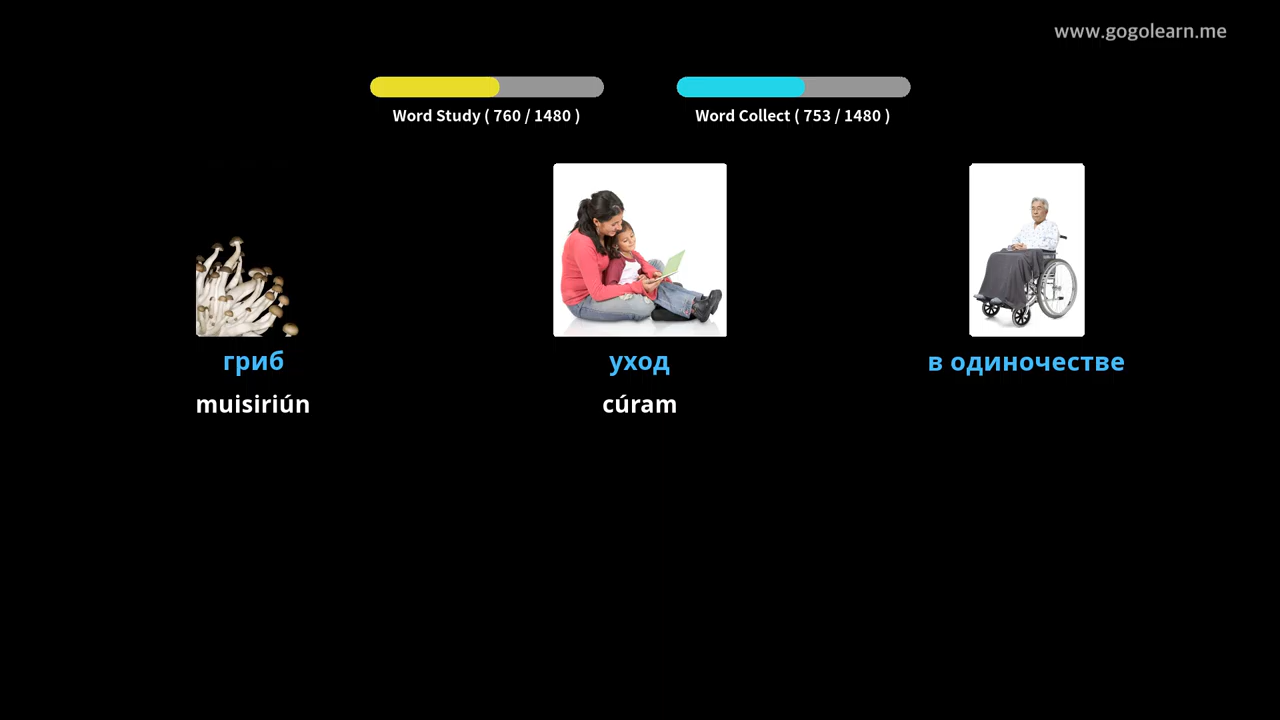 www.gogolearn.me
Word Study ( 760 / 1480 )
Word Collect ( 753 / 1480 )
гриб
уход
в одиночестве
muisiriún
cúram